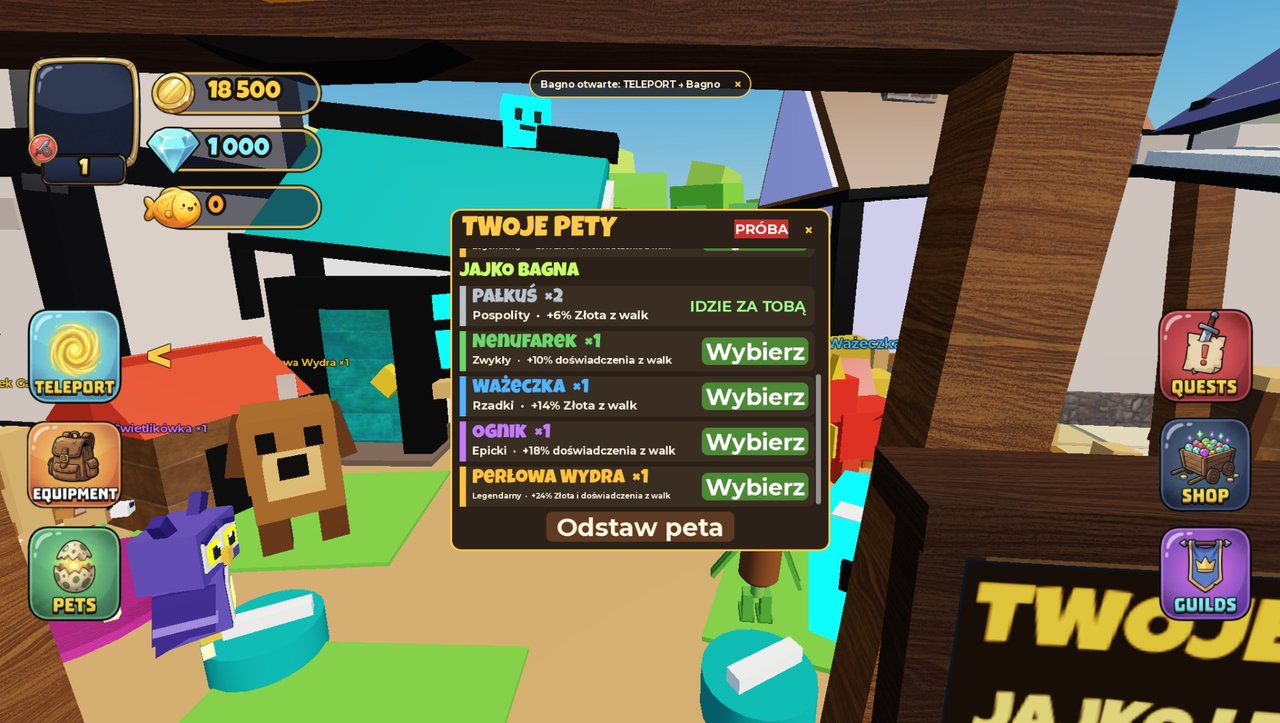 18 500
1 000
0
1
Bagno otwarte: TELEPORT → Bagno ×
TWOJE PETY
PRÓBA ×
JAJKO BAGNA
PAŁKUŚ ×2
Pospolity · +6% Złota z walk
IDZIE ZA TOBĄ
NENUFAREK ×1
Zwykły · +10% doświadczenia z walk
Wybierz
WAŻECZKA ×1
Rzadki · +14% Złota z walk
Wybierz
OGNIK ×1
Epicki · +18% doświadczenia z walk
Wybierz
PERŁOWA WYDRA ×1
Legendarny · +24% Złota i doświadczenia z walk
Wybierz
Odstaw peta
TELEPORT
<
EQUIPMENT
PETS
QUESTS
SHOP
GUILDS
wa Wydra ×1
świetlikówka ×1
Ważeczka
TWOJE